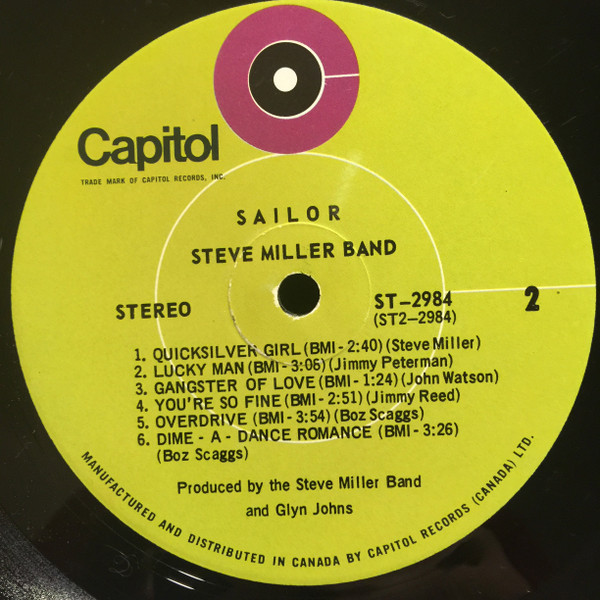 Capitol
TRADE MARK OF CAPITOL RECORDS, INC.
SAILOR
STEVE MILLER BAND
STEREO
ST-2984
(ST2-2984)
2
1. QUICKSILVER GIRL (BMI - 2:40) (Steve Miller)
2. LUCKY MAN (BMI - 3:06) (Jimmy Peterman)
3. GANGSTER OF LOVE (BMI - 1:24) (John Watson)
4. YOU'RE SO FINE (BMI - 2:51) (Jimmy Reed)
5. OVERDRIVE (BMI - 3:54) (Boz Scaggs)
6. DIME - A - DANCE ROMANCE (BMI - 3:26)
(Boz Scaggs)
Produced by the Steve Miller Band
and Glyn Johns
MANUFACTURED AND DISTRIBUTED IN CANADA BY CAPITOL RECORDS (CANADA) LTD.